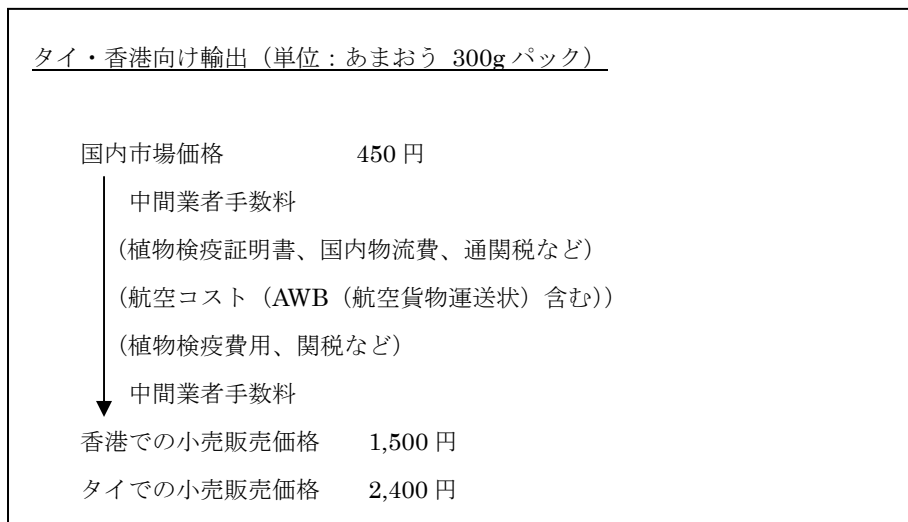 タイ・香港向け輸出（単位：あまおう 300g パック）
国内市場価格 450 円
中間業者手数料
（植物検疫証明書、国内物流費、通関税など）
（航空コスト（AWB（航空貨物運送状）含む））
（植物検疫費用、関税など）
中間業者手数料
香港での小売販売価格 1,500 円
タイでの小売販売価格 2,400 円